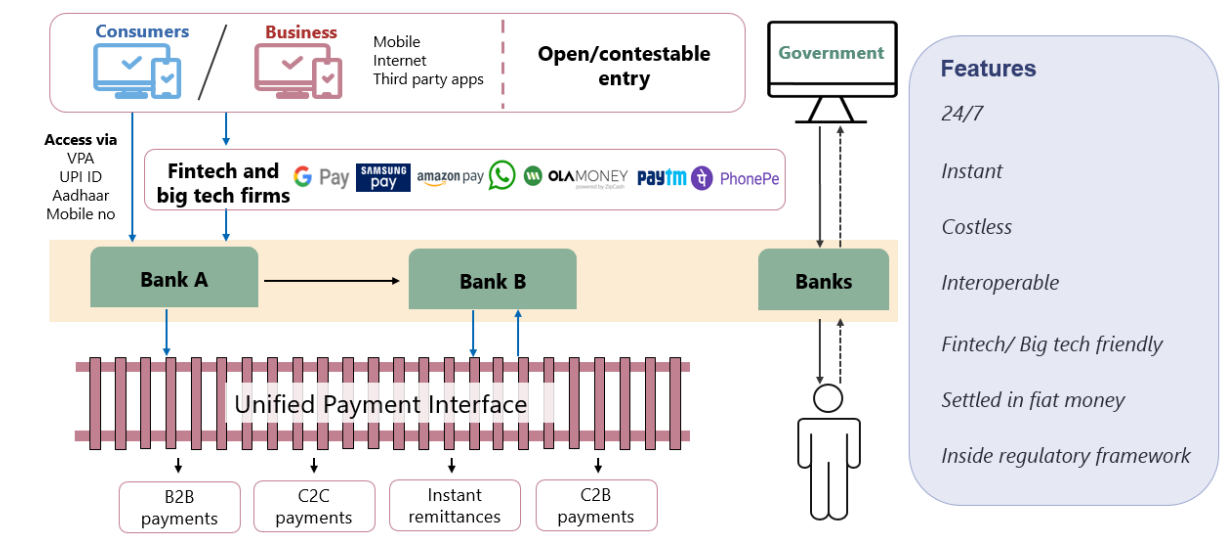 Consumers
Business
Mobile
Internet
Third party apps
Open/contestable
entry
Government
Access via
VPA
UPI ID
Aadhaar
Mobile no
Fintech and
big tech firms
G Pay
SAMSUNG
pay
amazon pay
OLAMONEY
powered by ZipCash
paytm
पे PhonePe
Bank A
Bank B
Banks
Unified Payment Interface
B2B
payments
C2C
payments
Instant
remittances
C2B
payments
Features
24/7
Instant
Costless
Interoperable
Fintech/ Big tech friendly
Settled in fiat money
Inside regulatory framework